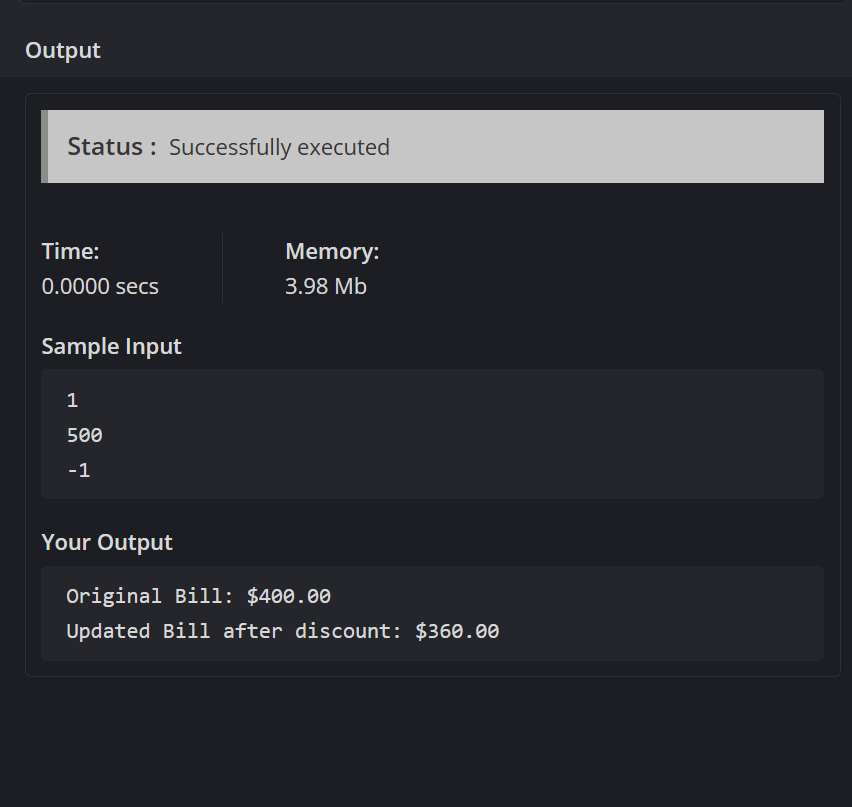 Output
Status : Successfully executed
Time: Memory:
0.0000 secs 3.98 Mb
Sample Input
1
500
-1
Your Output
Original Bill: $400.00
Updated Bill after discount: $360.00